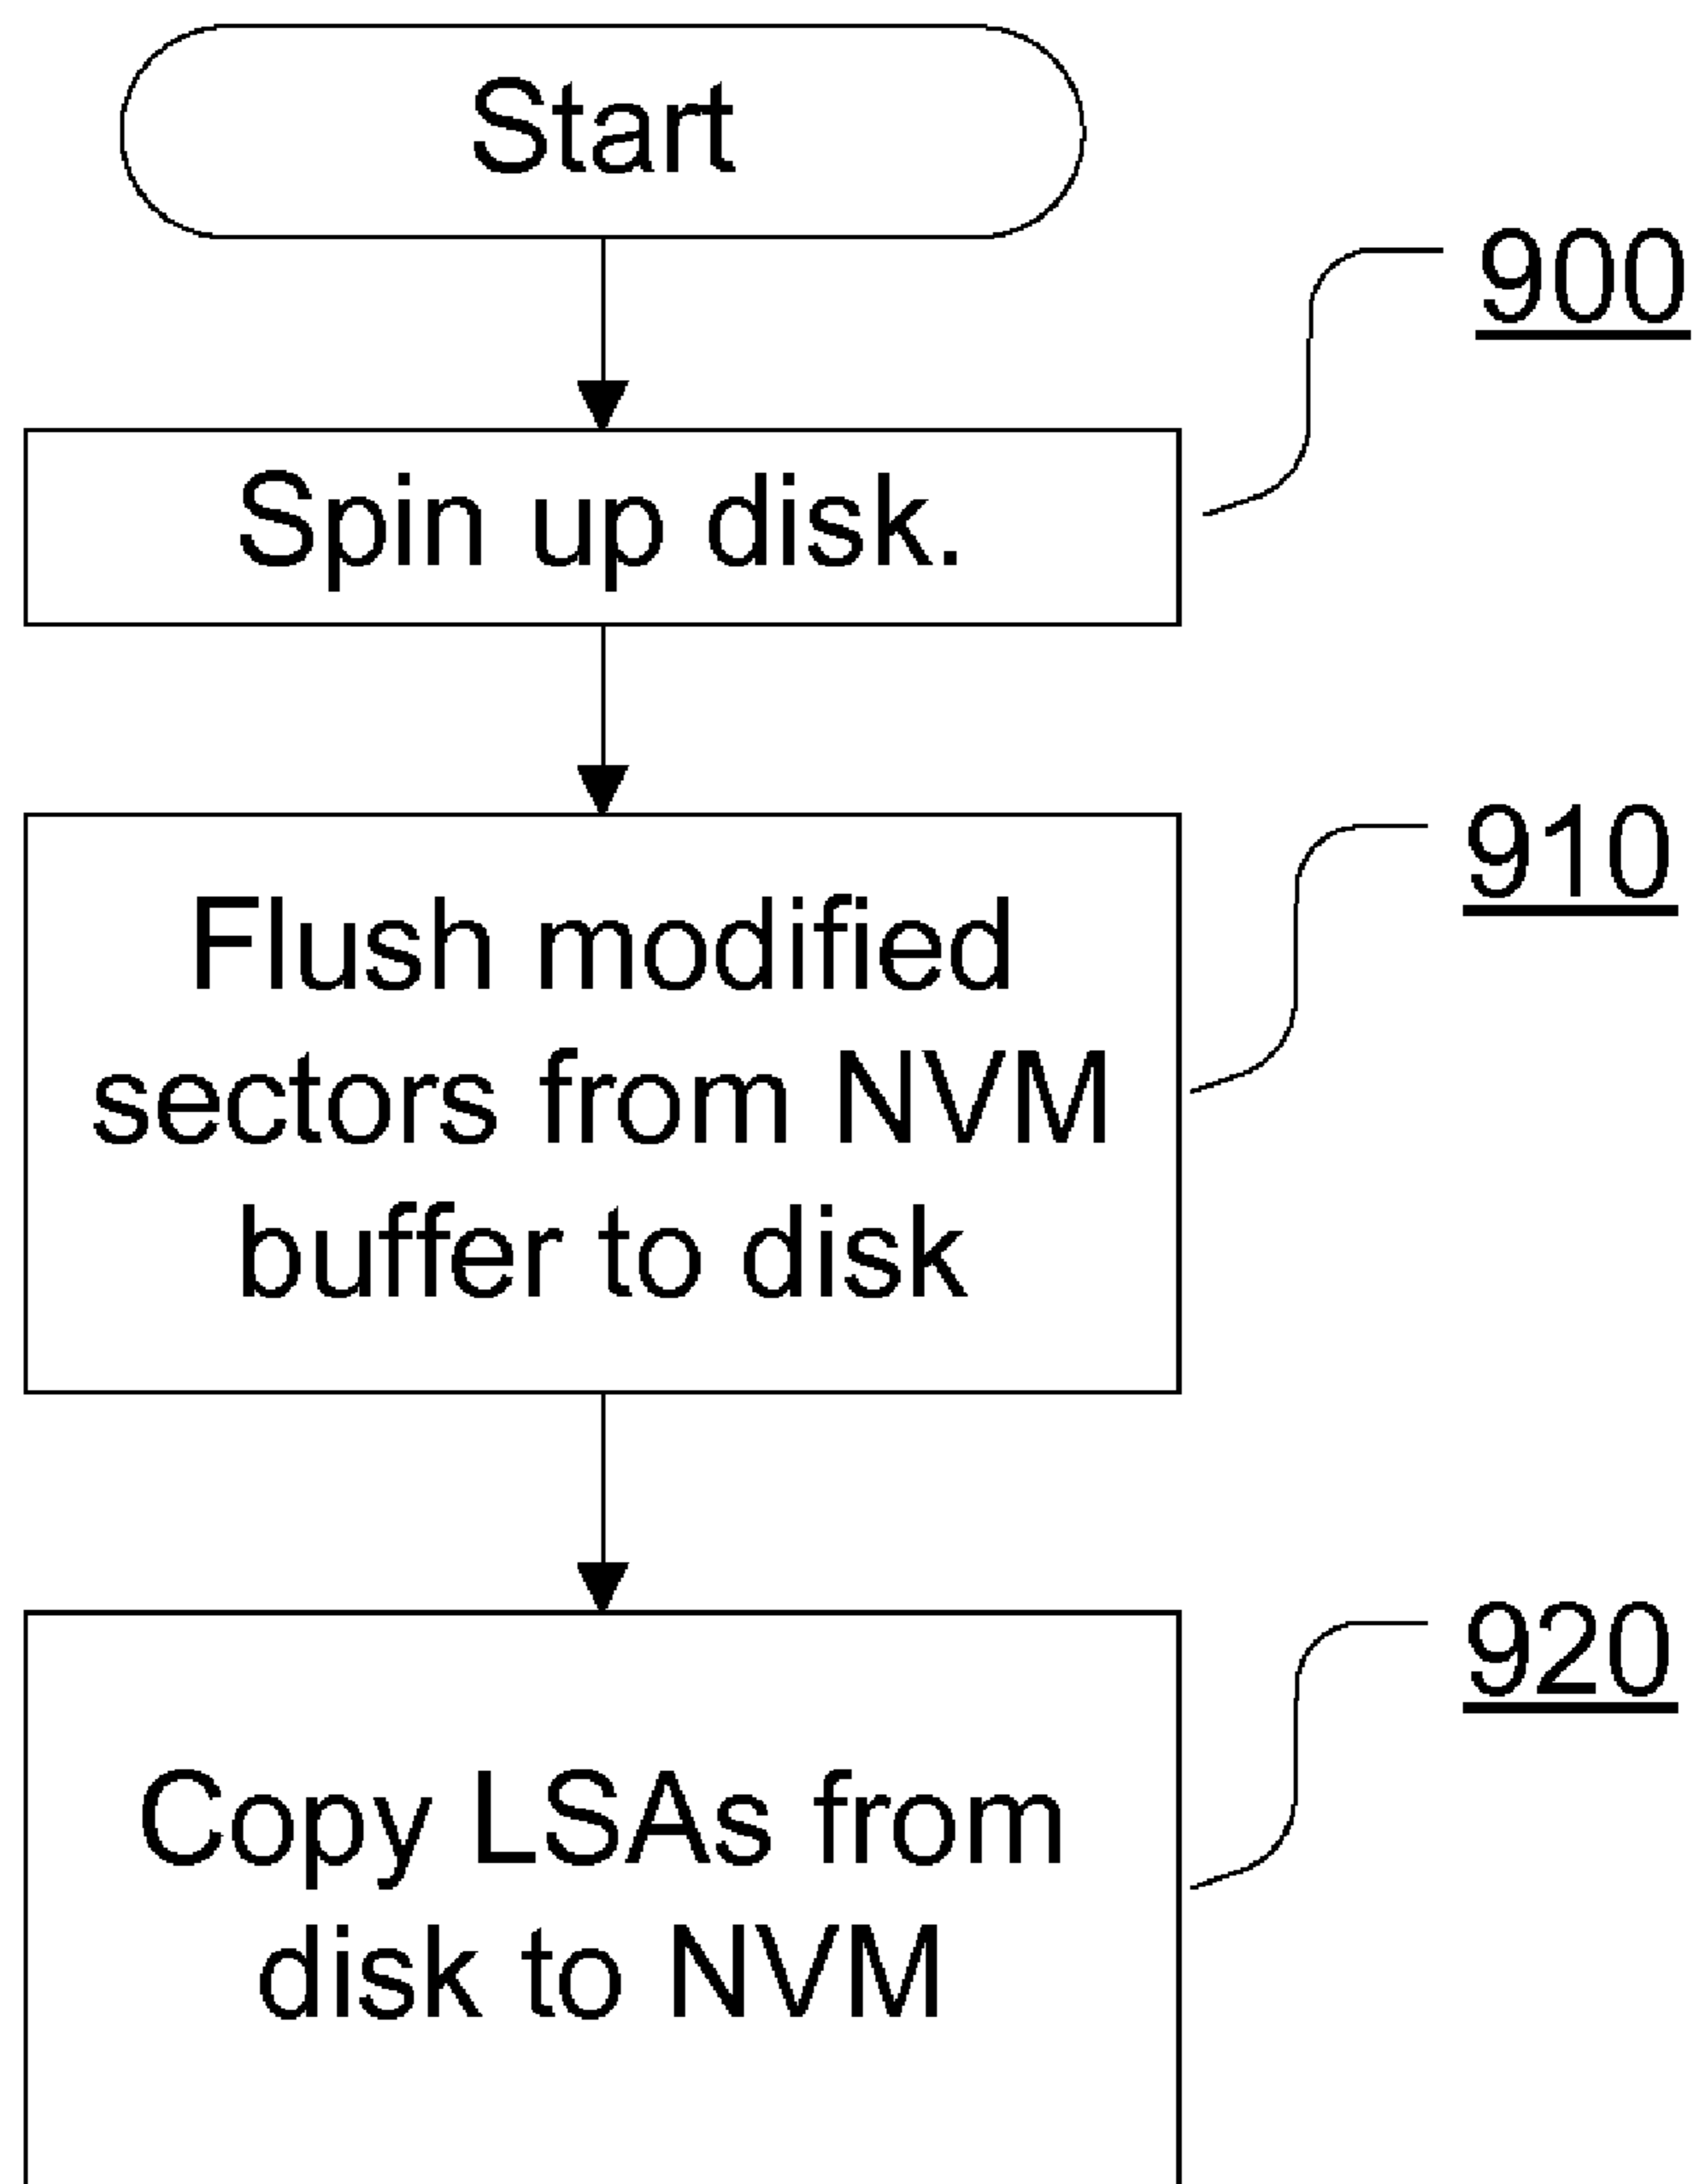 Start
900
Spin up disk.
910
Flush modified
sectors from NVM
buffer to disk
920
Copy LSAs from
disk to NVM